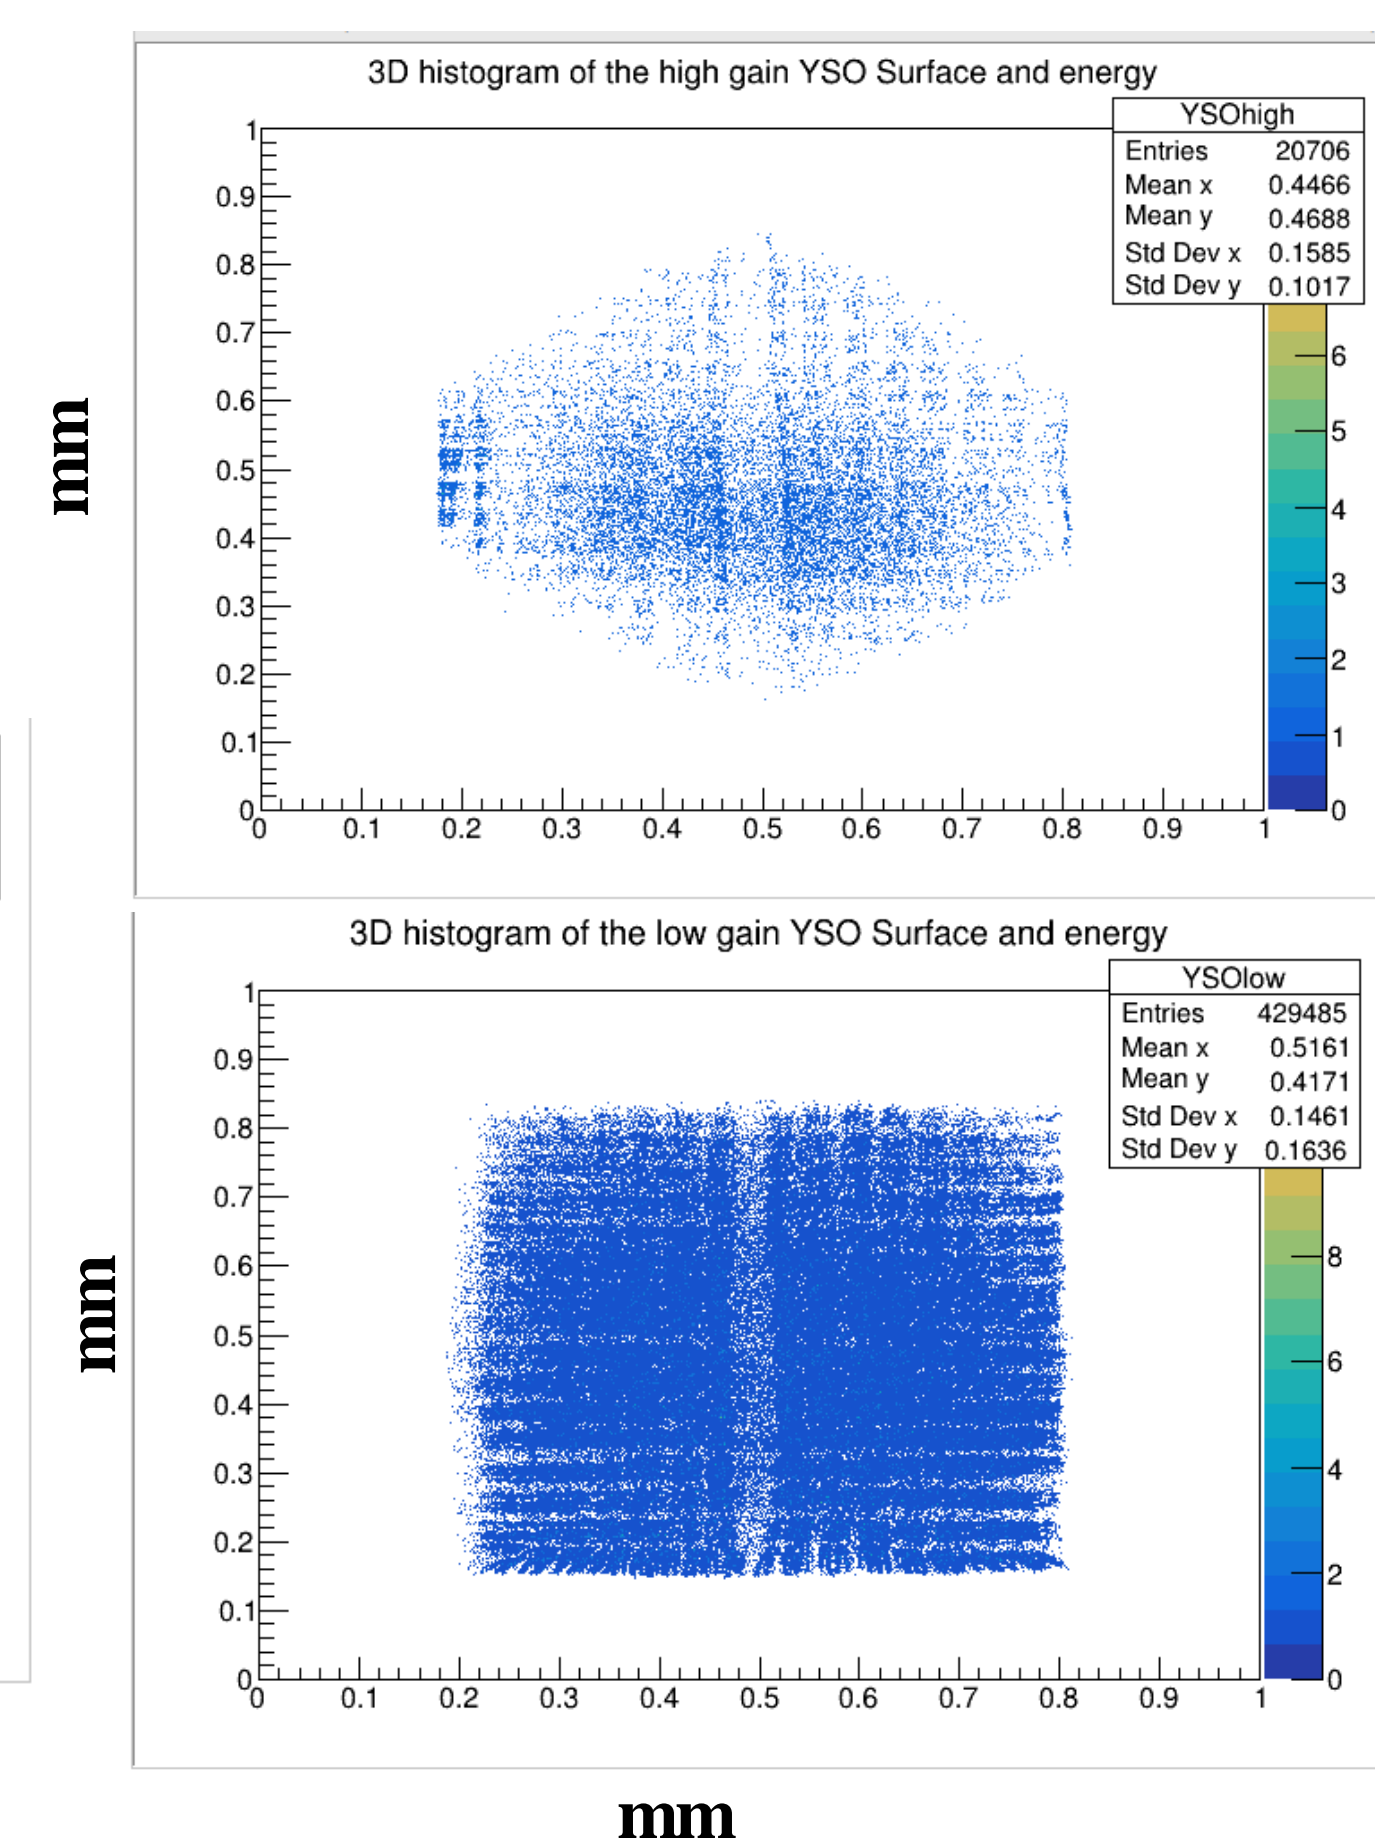 3D histogram of the high gain YSO Surface and energy
YSOhigh
Entries 20706
Mean x 0.4466
Mean y 0.4688
Std Dev x 0.1585
Std Dev y 0.1017
1
0.9
0.8
0.7
0.6
0.5
0.4
0.3
0.2
0.1
0
0 0.1 0.2 0.3 0.4 0.5 0.6 0.7 0.8 0.9 1
6
5
4
3
2
1
0
mm
3D histogram of the low gain YSO Surface and energy
YSOlow
Entries 429485
Mean x 0.5161
Mean y 0.4171
Std Dev x 0.1461
Std Dev y 0.1636
1
0.9
0.8
0.7
0.6
0.5
0.4
0.3
0.2
0.1
0
0 0.1 0.2 0.3 0.4 0.5 0.6 0.7 0.8 0.9 1
8
6
4
2
0
mm
mm